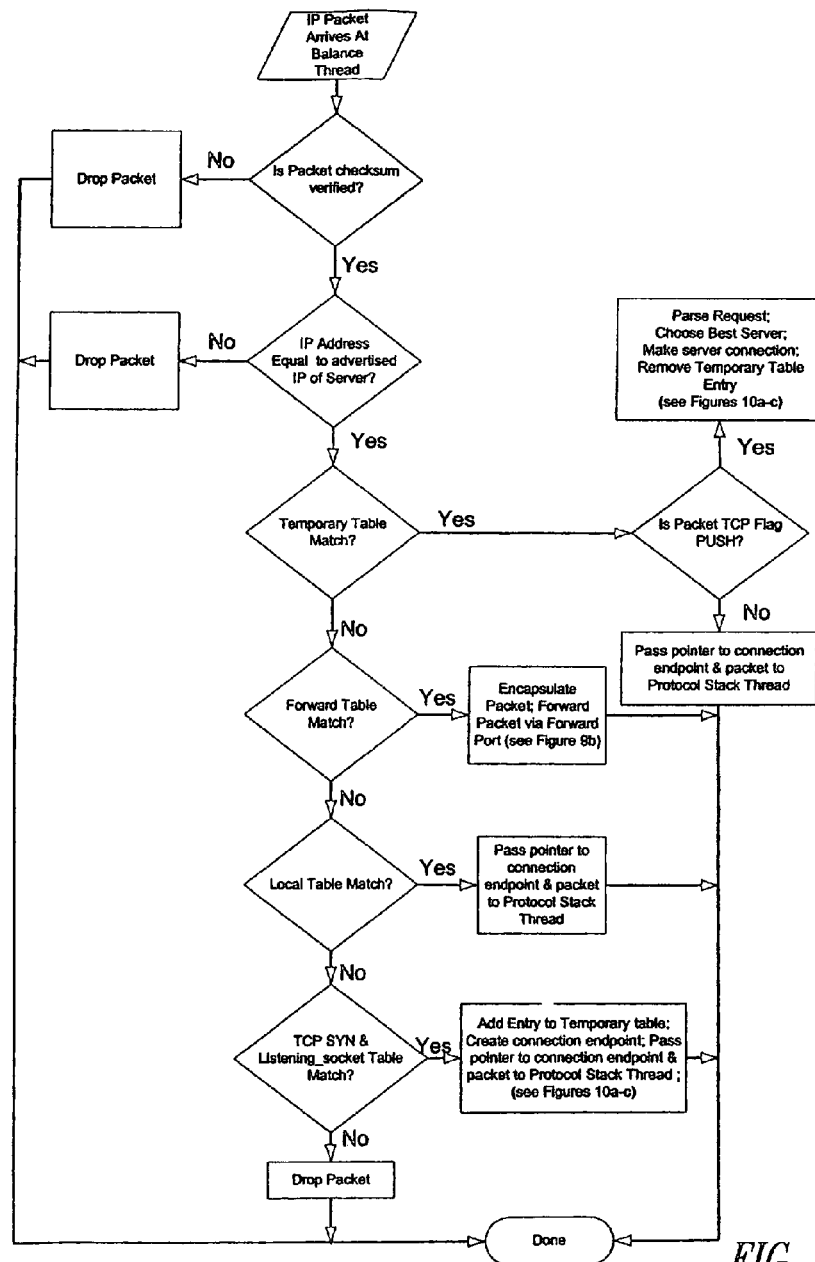 IP Packet
Arrives At
Balance
Thread
Is Packet checksum
verified?
No
Drop Packet
Yes
IP Address
Equal to advertised
IP of Server?
No
Drop Packet
Yes
Temporary Table
Match?
Yes
Is Packet TCP Flag
PUSH?
Yes
Parse Request;
Choose Best Server;
Make server connection;
Remove Temporary Table
Entry
(see Figures 10a-c)
No
Pass pointer to connection
endpoint & packet to
Protocol Stack Thread
No
Forward Table
Match?
Yes
Encapsulate
Packet; Forward
Packet via Forward
Port (see Figure 9b)
No
Local Table Match?
Yes
Pass pointer to
connection
endpoint & packet
to Protocol Stack
Thread
No
TCP SYN &
Listening_socket Table
Match?
Yes
Add Entry to Temporary table;
Create connection endpoint; Pass
pointer to connection endpoint &
packet to Protocol Stack Thread ;
(see Figures 10a-c)
No
Drop Packet
Done
FIG